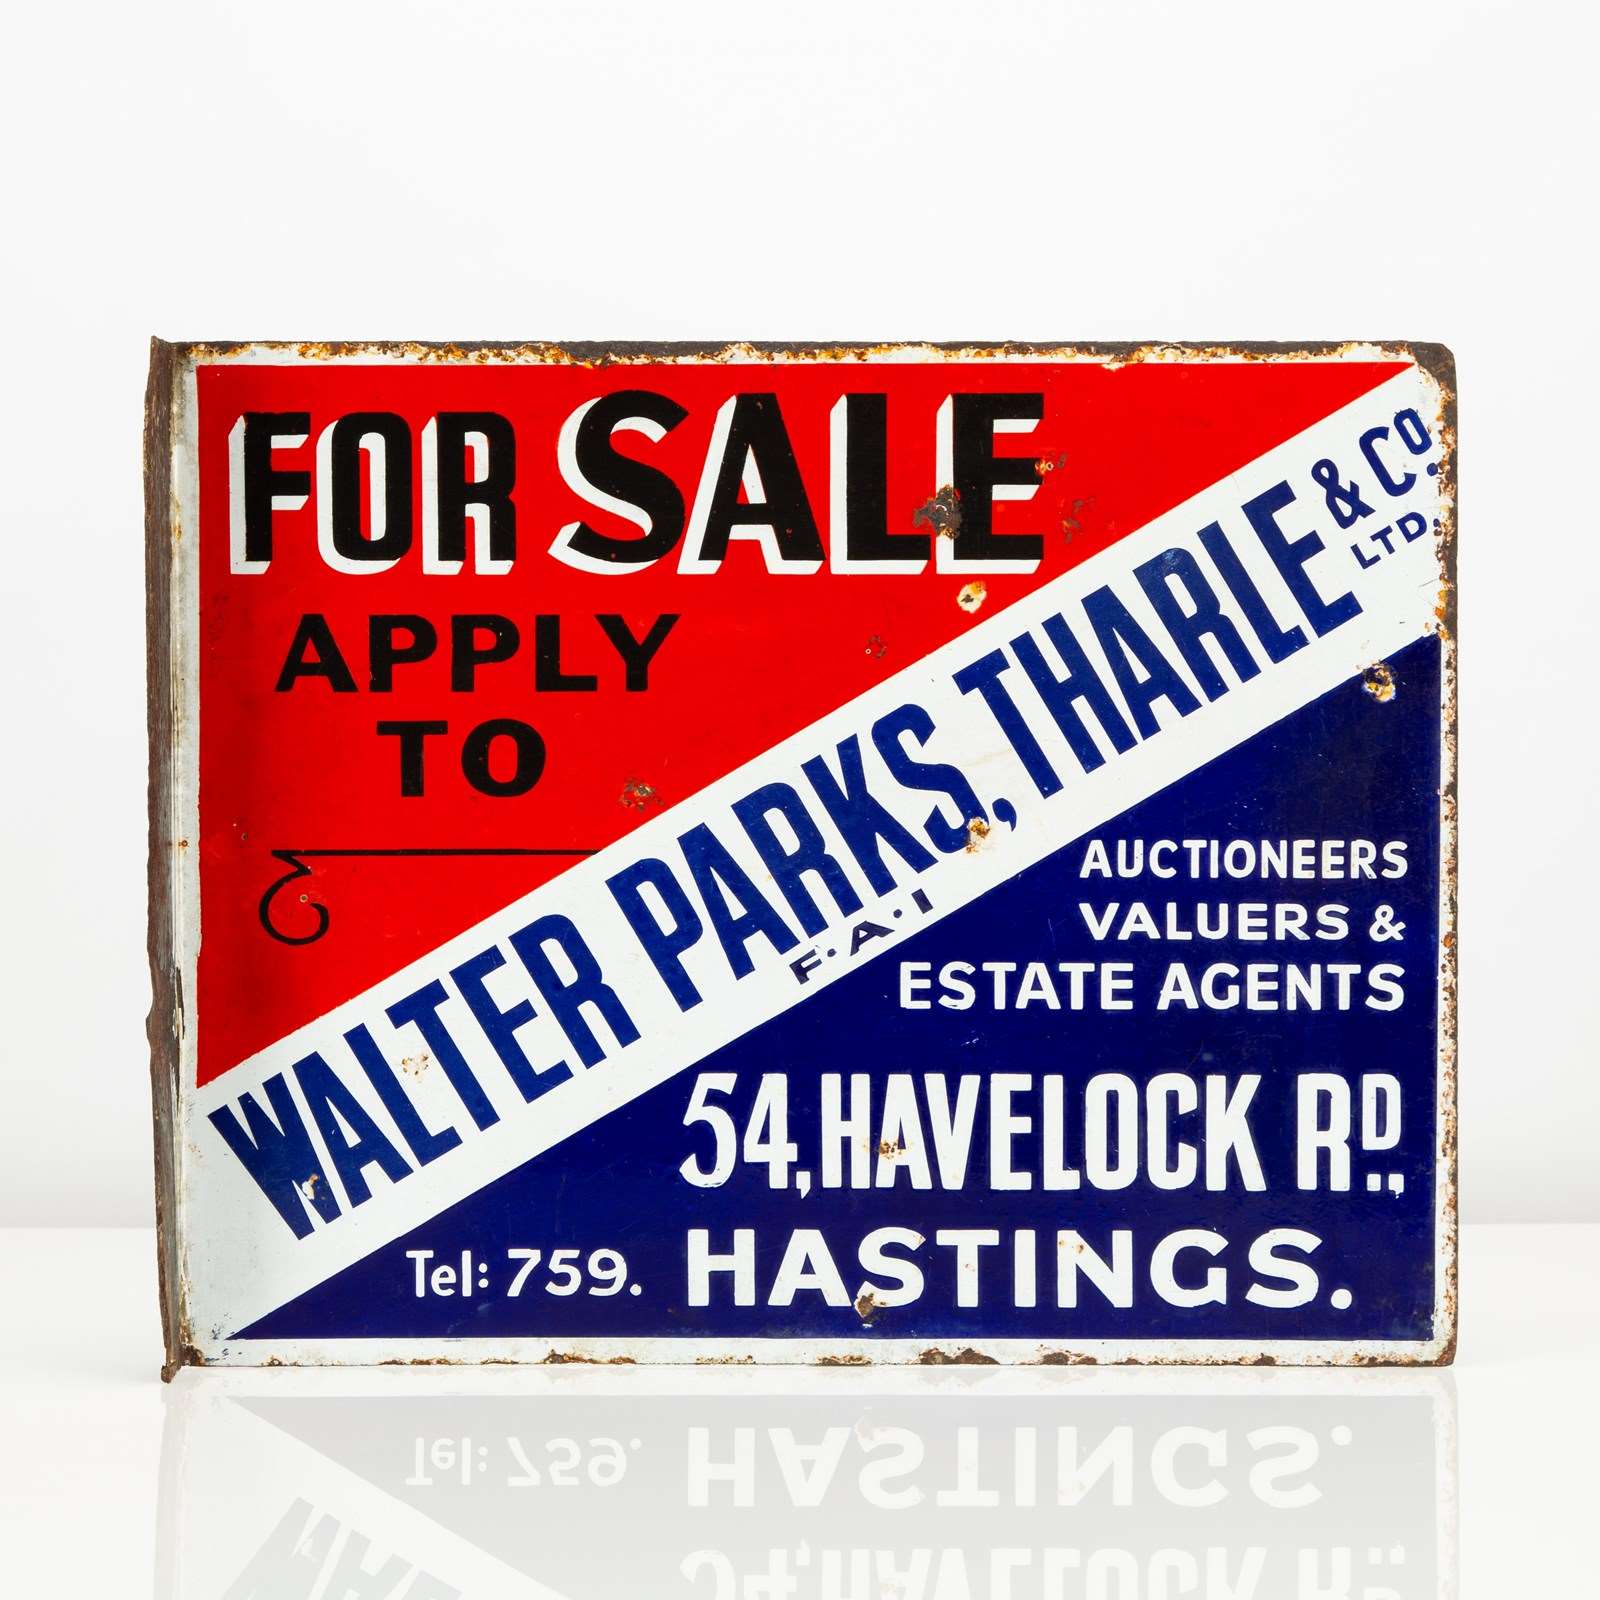 FOR SALE
APPLY
TO
WALTER PARKS, THARLE & CO. LTD.
F.A.I
AUCTIONEERS
VALUERS &
ESTATE AGENTS
54, HAVELOCK RD.,
Tel: 759. HASTINGS.